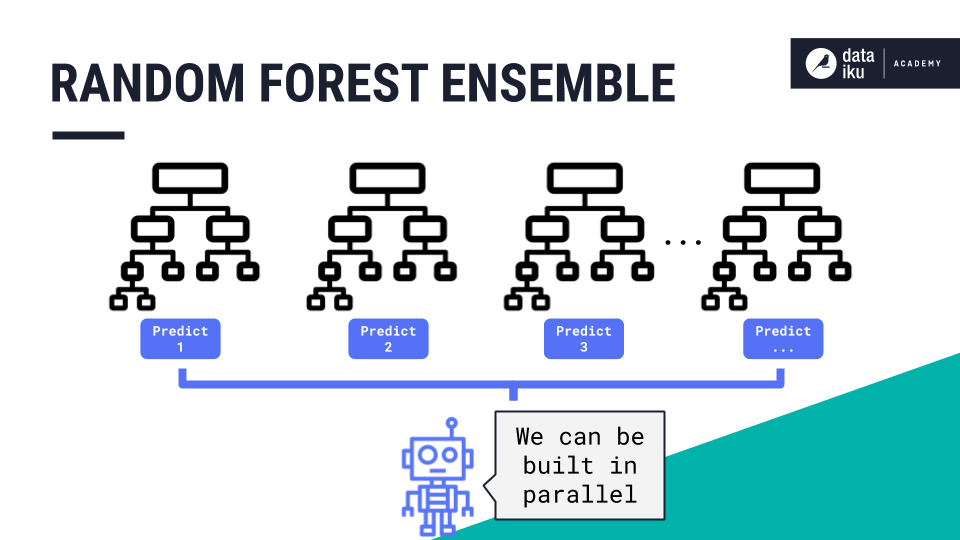 RANDOM FOREST ENSEMBLE
data
iku
ACADEMY
...
Predict
1
Predict
2
Predict
3
Predict
...
We can be
built in
parallel